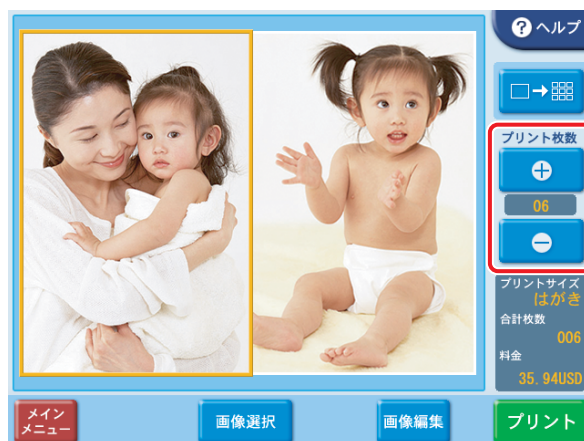 ? ヘルプ
プリント枚数
06
プリントサイズ
はがき
合計枚数
006
料金
35.94USD
メイン
メニュー
画像選択
画像編集
プリント